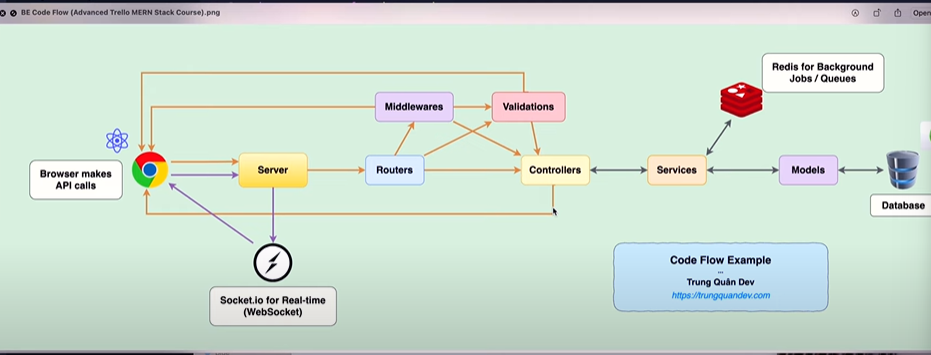 BE Code Flow (Advanced Trello MERN Stack Course).png
Open
Redis for Background
Jobs / Queues
Middlewares
Validations
Browser makes
API calls
Server
Routers
Controllers
Services
Models
Database
Socket.io for Real-time
(WebSocket)
Code Flow Example
...
Trung Quân Dev
https://trungquandev.com